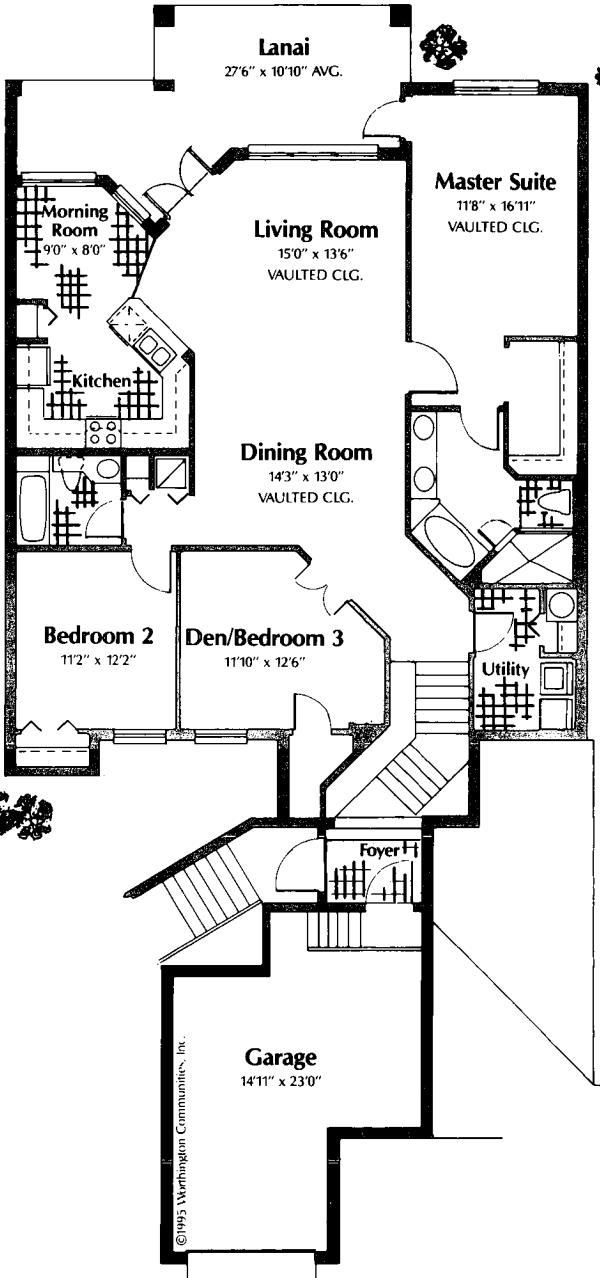 Lanai
27'6" x 10'10" AVG.
Master Suite
11'8" x 16'11"
VAULTED CLG.
Morning
Room
9'0" x 8'0"
Living Room
15'0" x 13'6"
VAULTED CLG.
Kitchen
Dining Room
14'3" x 13'0"
VAULTED CLG.
Bedroom 2
11'2" x 12'2"
Den/Bedroom 3
11'10" x 12'6"
Utility
Foyer
Garage
14'11" x 23'0"
©1995 Worthington Communities, Inc.